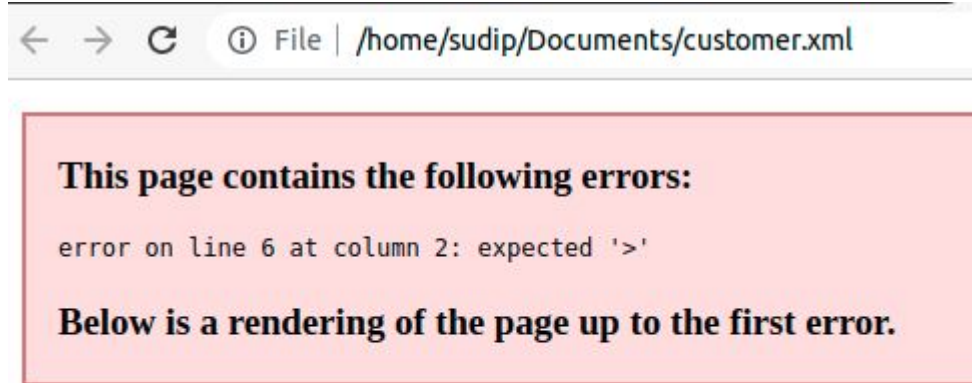 File | /home/sudip/Documents/customer.xml
This page contains the following errors:
error on line 6 at column 2: expected '>'
Below is a rendering of the page up to the first error.